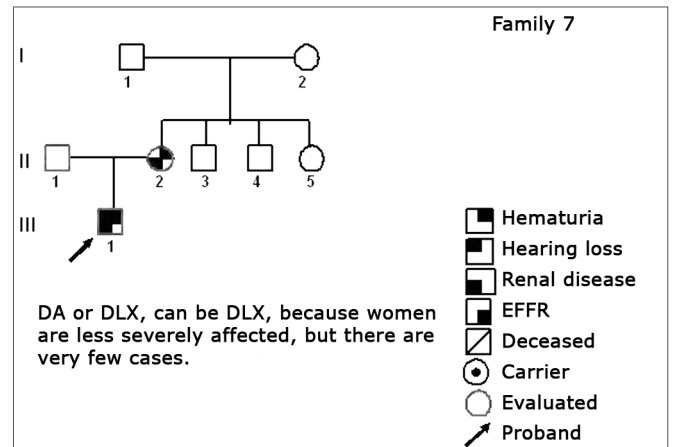 Family 7
I
1
2
II
1
2
3
4
5
III
1
Hematuria
Hearing loss
Renal disease
EFFR
Deceased
Carrier
Evaluated
Proband
DA or DLX, can be DLX, because women
are less severely affected, but there are
very few cases.